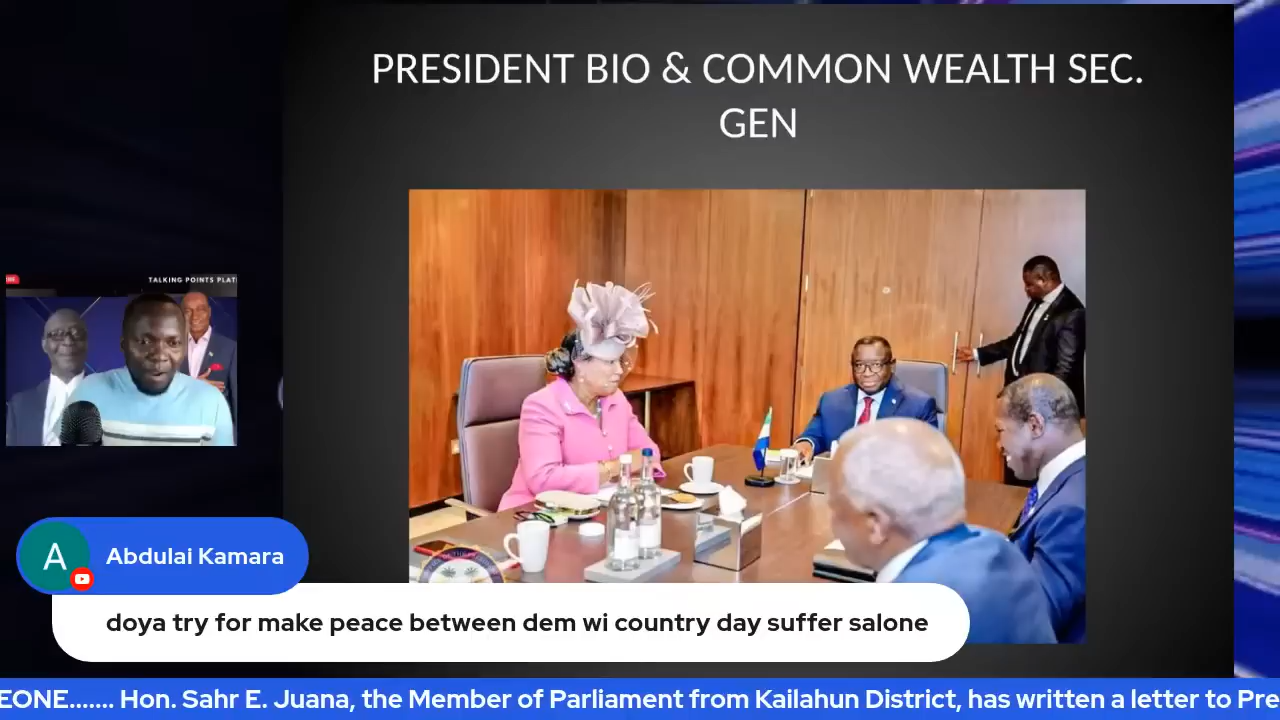 PRESIDENT BIO & COMMON WEALTH SEC.
GEN
TALKING POINTS PLAT
A
Abdulai Kamara
doya try for make peace between dem wi country day suffer salone
EONE....... Hon. Sahr E. Juana, the Member of Parliament from Kailahun District, has written a letter to Pre